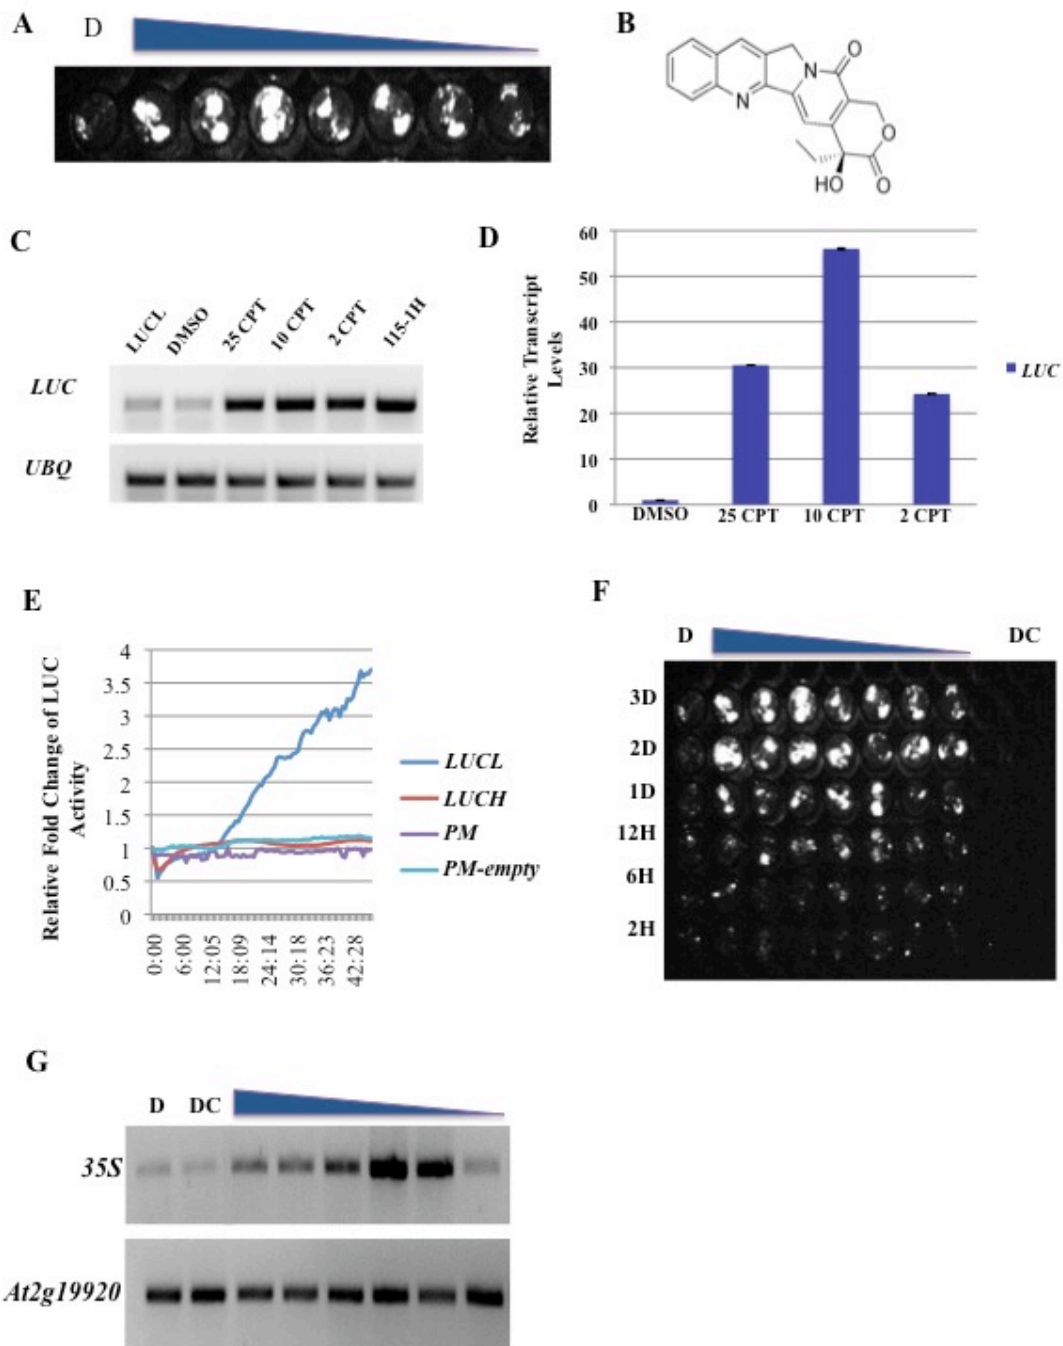 A
D
B
N
O
N
O
HO
O
C
LUCL
DMSO
25 CPT
10 CPT
2 CPT
115-1H
LUC
UBQ
D
Relative Transcript
Levels
60
50
40
30
20
10
0
DMSO
25 CPT
10 CPT
2 CPT
LUC
E
Relative Fold Change of LUC
Activity
4
3.5
3
2.5
2
1.5
1
0.5
0
0:00
6:00
12:05
18:09
24:14
30:18
36:23
42:28
LUCL
LUCH
PM
PM-empty
F
D
DC
3D
2D
1D
12H
6H
2H
G
D
DC
35S
At2g19920